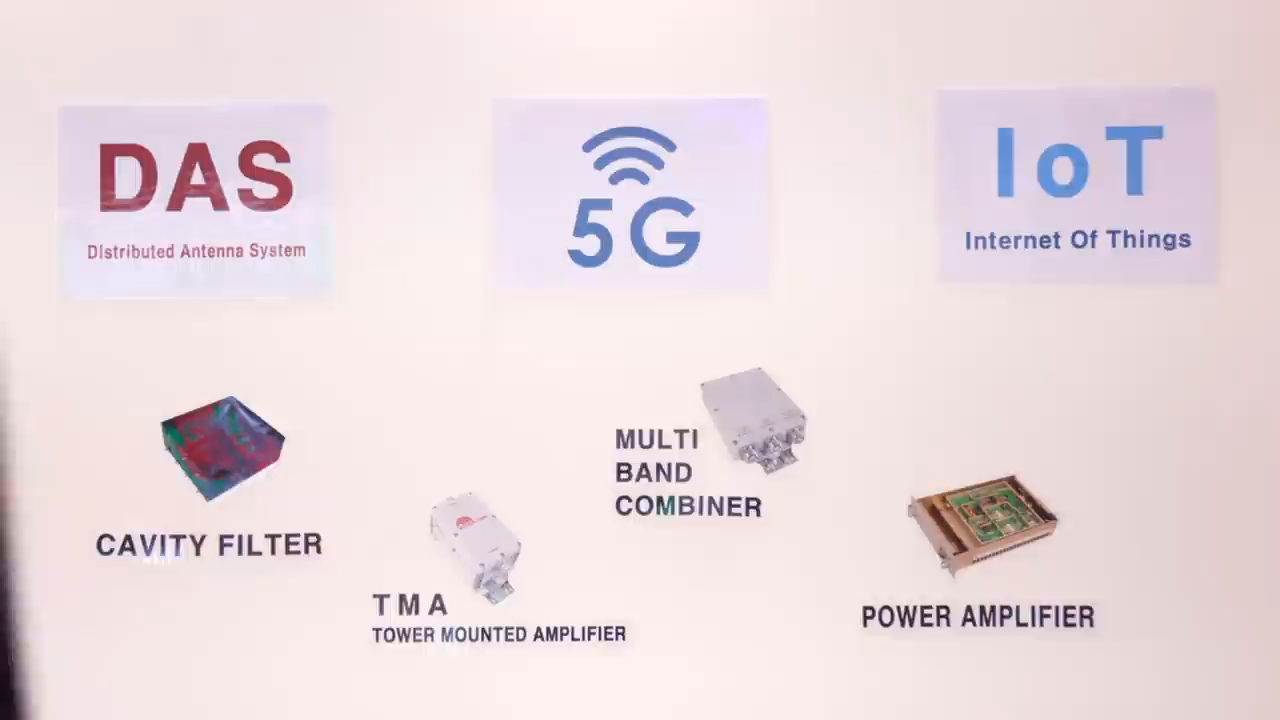 DAS
Distributed Antenna System
5G
IoT
Internet Of Things
MULTI
BAND
COMBINER
CAVITY FILTER
TMA
TOWER MOUNTED AMPLIFIER
POWER AMPLIFIER